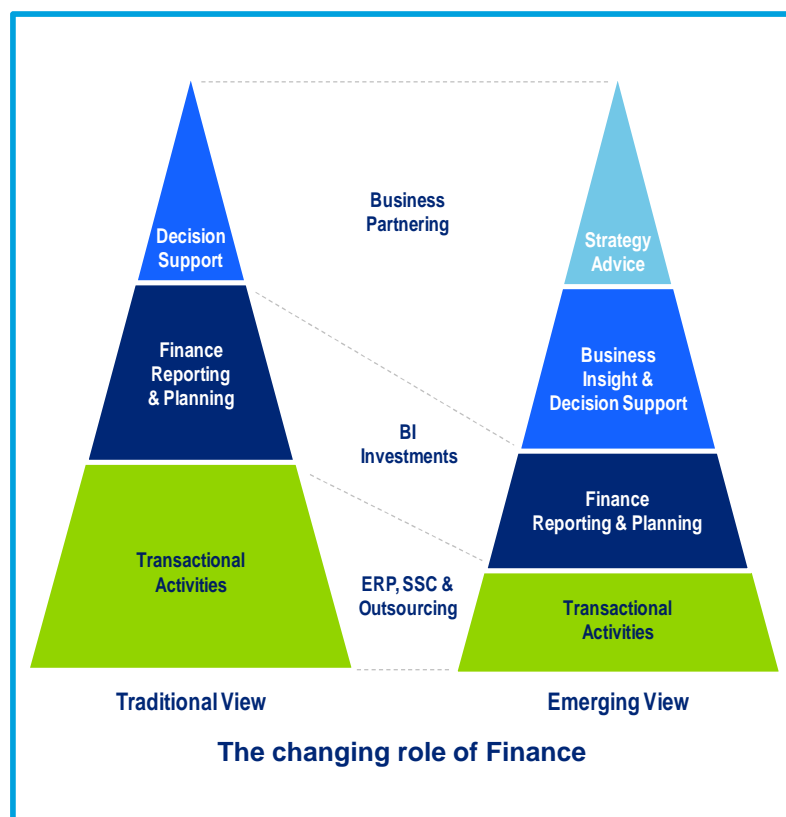 Decision
Support
Finance
Reporting
& Planning
Transactional
Activities
Traditional View
Business
Partnering
BI
Investments
ERP, SSC &
Outsourcing
Strategy
Advice
Business
Insight &
Decision Support
Finance
Reporting & Planning
Transactional
Activities
Emerging View
The changing role of Finance